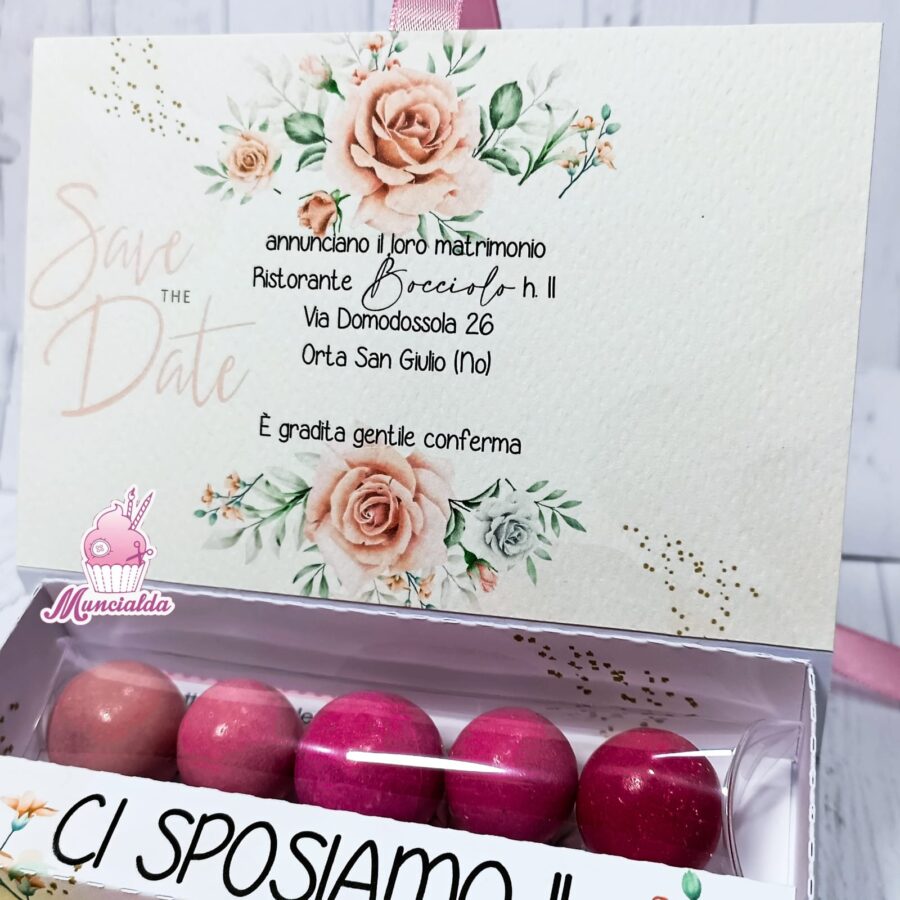 Save
THE
Date
annunciano il loro matrimonio
Ristorante Bocciolo h. 11
Via Domodossola 26
Orta San Giulio (No)
È gradita gentile conferma
Muncialda
CI SPOSIAMO